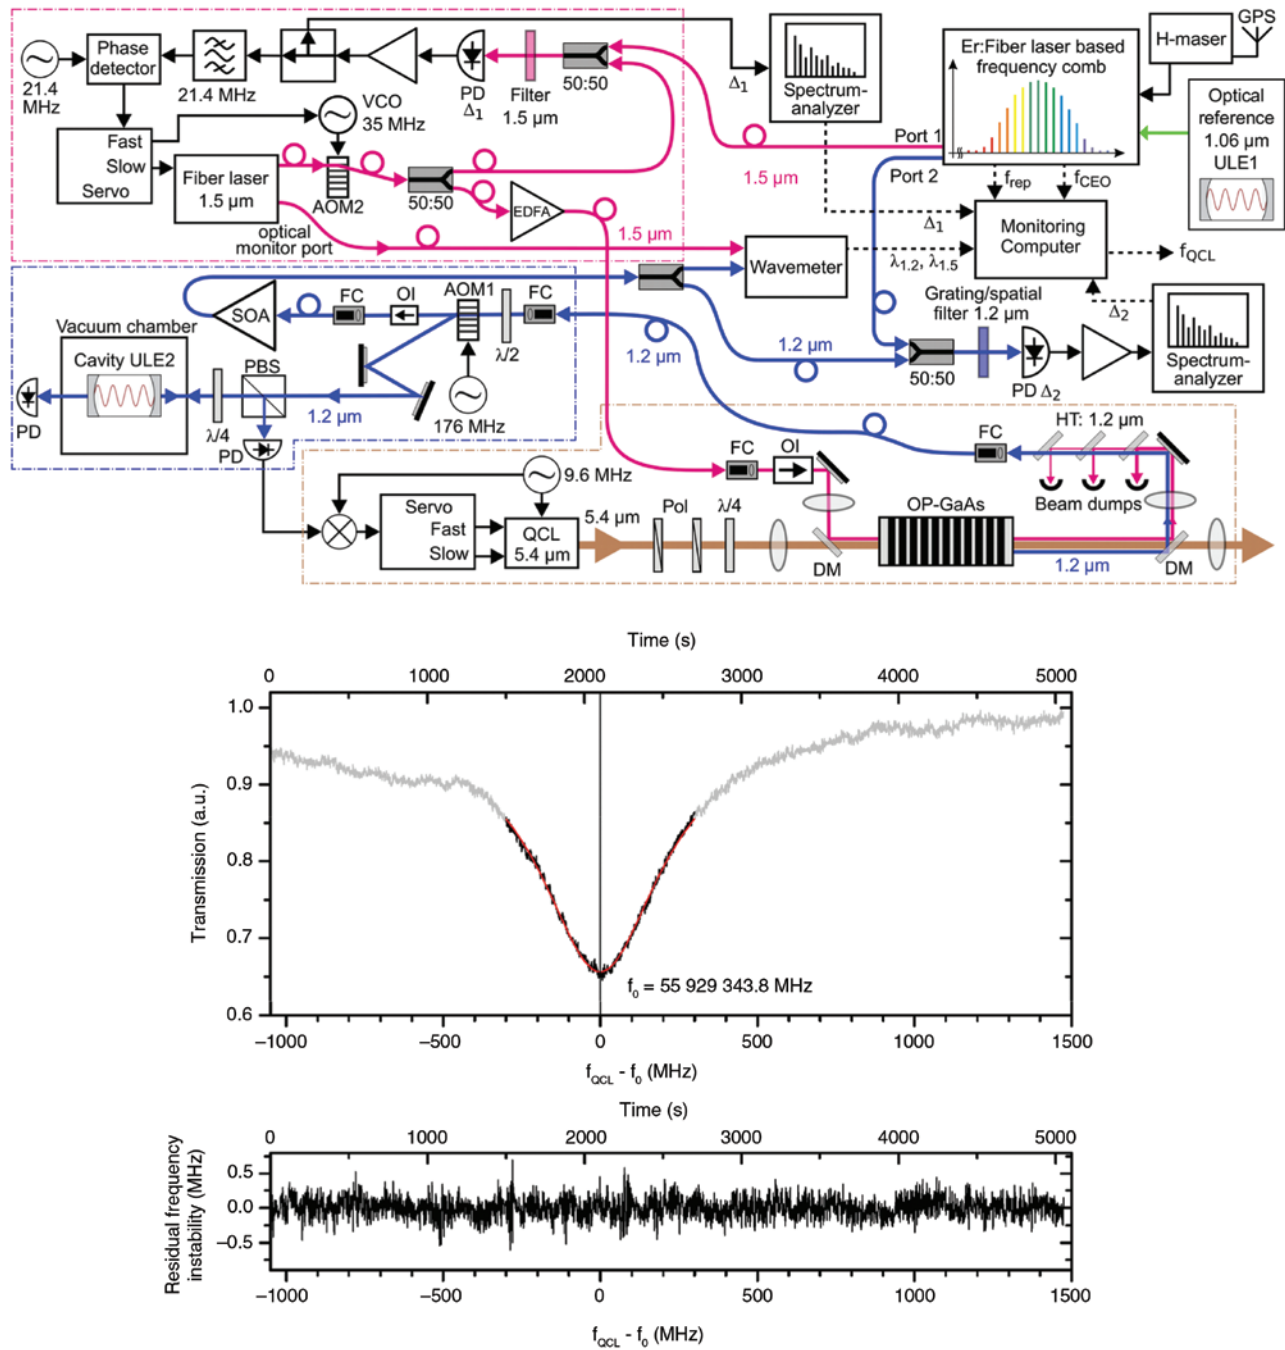 21.4
MHz
Phase
detector
21.4 MHz
PD
Δ1
Filter
1.5 μm
50:50
Δ1
Spectrum-
analyzer
Er:Fiber laser based
frequency comb
H-maser
GPS
Optical
reference
1.06 μm
ULE1
Port 1
Port 2
1.5 μm
frep
fCEO
VCO
35 MHz
Fast
Slow
Servo
Fiber laser
1.5 μm
AOM2
50:50
EDFA
optical
monitor port
1.5 μm
Wavemeter
Δ1
λ1.2, λ1.5
Monitoring
Computer
fQCL
Δ2
Grating/spatial
filter 1.2 μm
50:50
PD Δ2
Spectrum-
analyzer
SOA
FC
OI
AOM1
λ/2
FC
1.2 μm
1.2 μm
Vacuum chamber
Cavity ULE2
PD
λ/4
PBS
PD
1.2 μm
176 MHz
9.6 MHz
Servo
Fast
Slow
QCL
5.4 μm
5.4 μm
Pol
λ/4
FC
OI
DM
OP-GaAs
FC
HT: 1.2 μm
Beam dumps
1.2 μm
DM
Time (s)
0 1000 2000 3000 4000 5000
Transmission (a.u.)
1.0
0.9
0.8
0.7
0.6
f0 = 55 929 343.8 MHz
–1000 –500 0 500 1000 1500
fQCL - f0 (MHz)
Time (s)
0 1000 2000 3000 4000 5000
Residual frequency
instability (MHz)
0.5
0.0
–0.5
–1000 –500 0 500 1000 1500
fQCL - f0 (MHz)